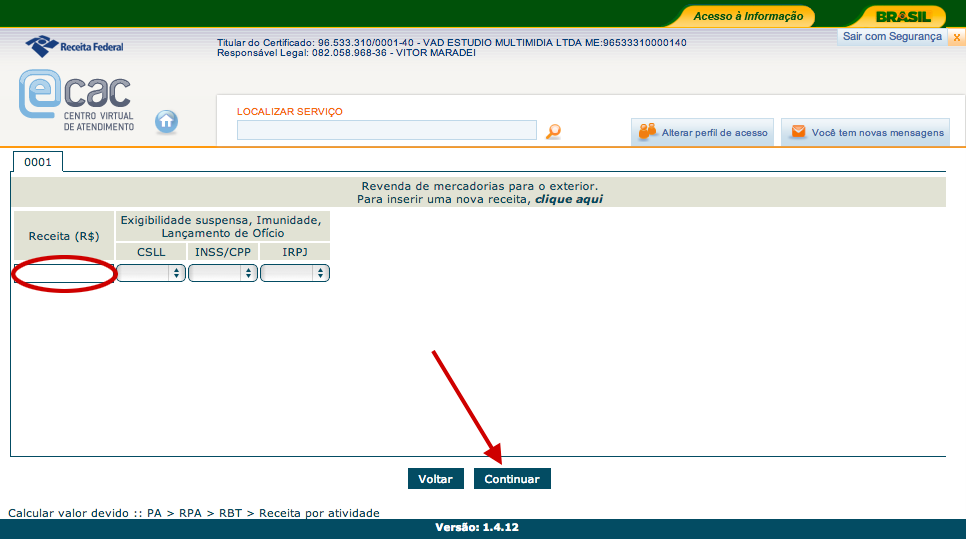 Acesso à Informação
BRASIL
Receita Federal
Titular do Certificado: 96.533.310/0001-40 - VAD ESTUDIO MULTIMIDIA LTDA ME:96533310000140
Responsável Legal: 082.058.968-36 - VITOR MARADEI
Sair com Segurança x
e cac
CENTRO VIRTUAL
DE ATENDIMENTO
LOCALIZAR SERVIÇO
Alterar perfil de acesso
Você tem novas mensagens
0001
Revenda de mercadorias para o exterior.
Para inserir uma nova receita, clique aqui
Receita (R$)
Exigibilidade suspensa, Imunidade,
Lançamento de Ofício
CSLL INSS/CPP IRPJ
Voltar Continuar
Calcular valor devido :: PA > RPA > RBT > Receita por atividade
Versão: 1.4.12